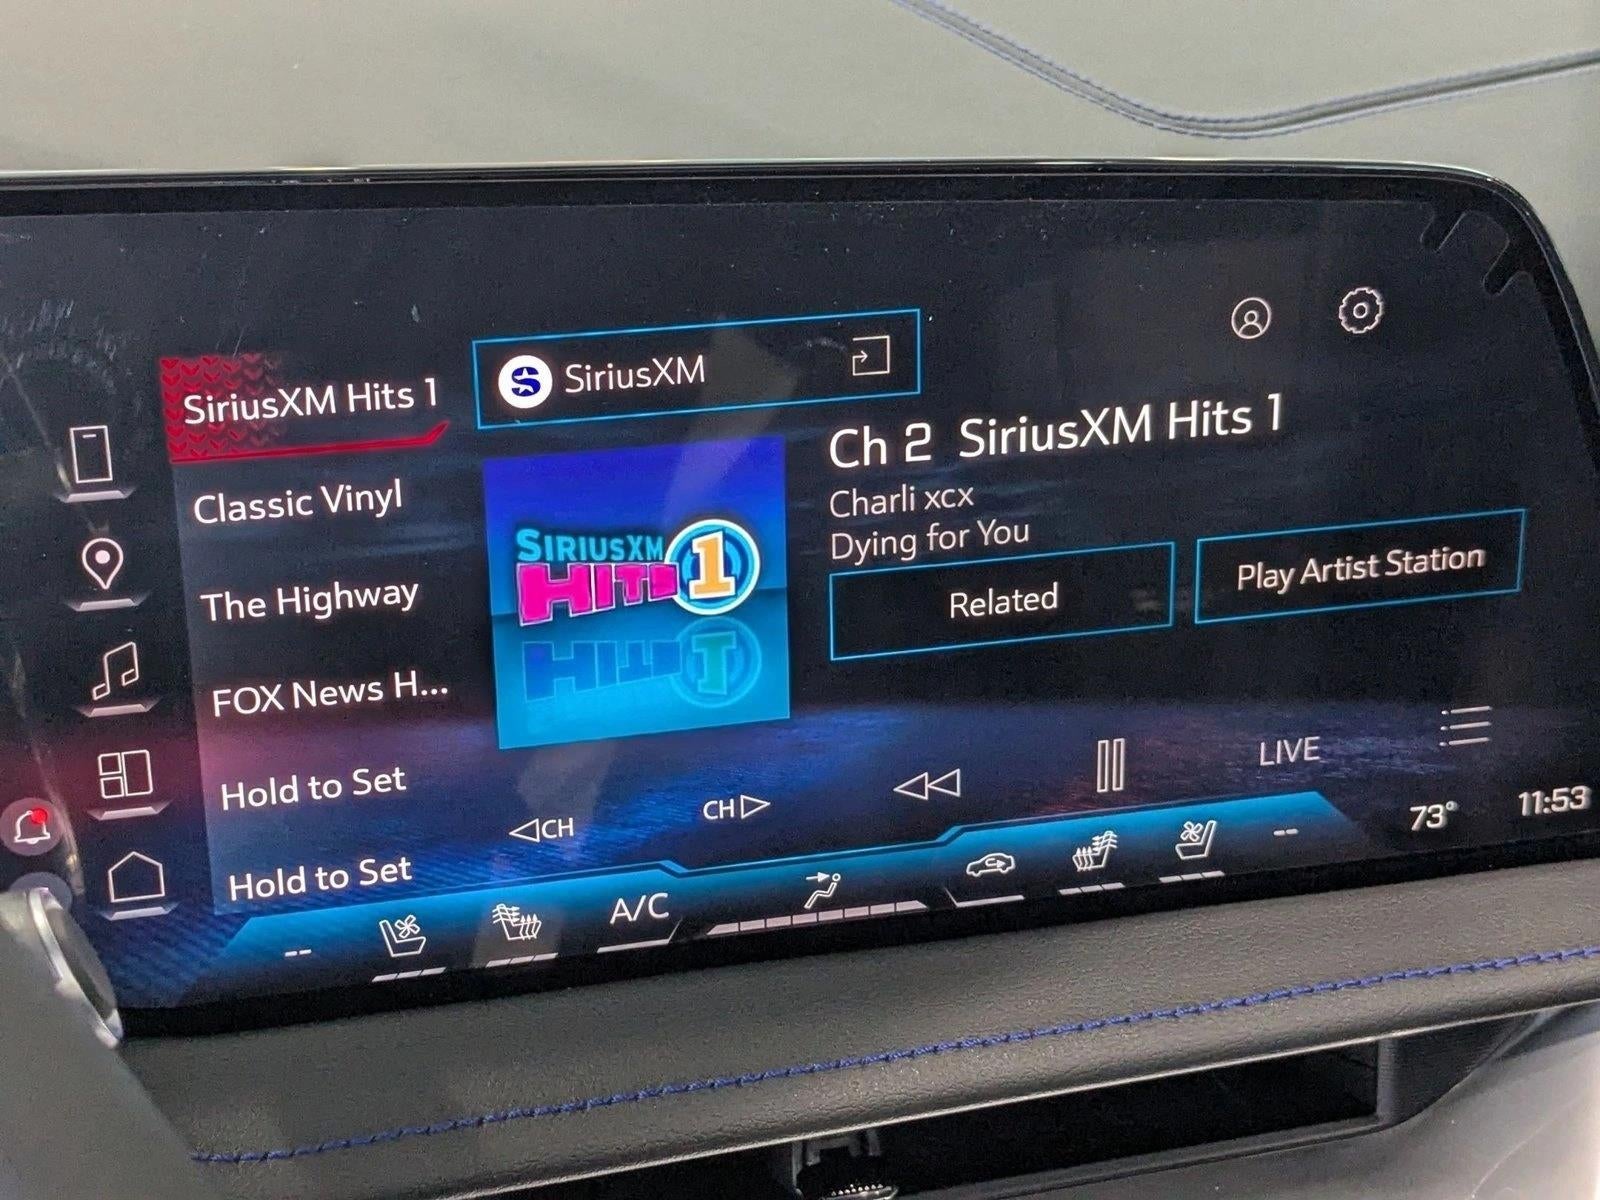 SiriusXM Hits 1
Classic Vinyl
The Highway
FOX News H...
Hold to Set
Hold to Set
SiriusXM
SIRIUSXM
HITS 1
Ch 2 SiriusXM Hits 1
Charli xcx
Dying for You
Related
Play Artist Station
CH
CH
LIVE
73°
11:53
--
A/C
--